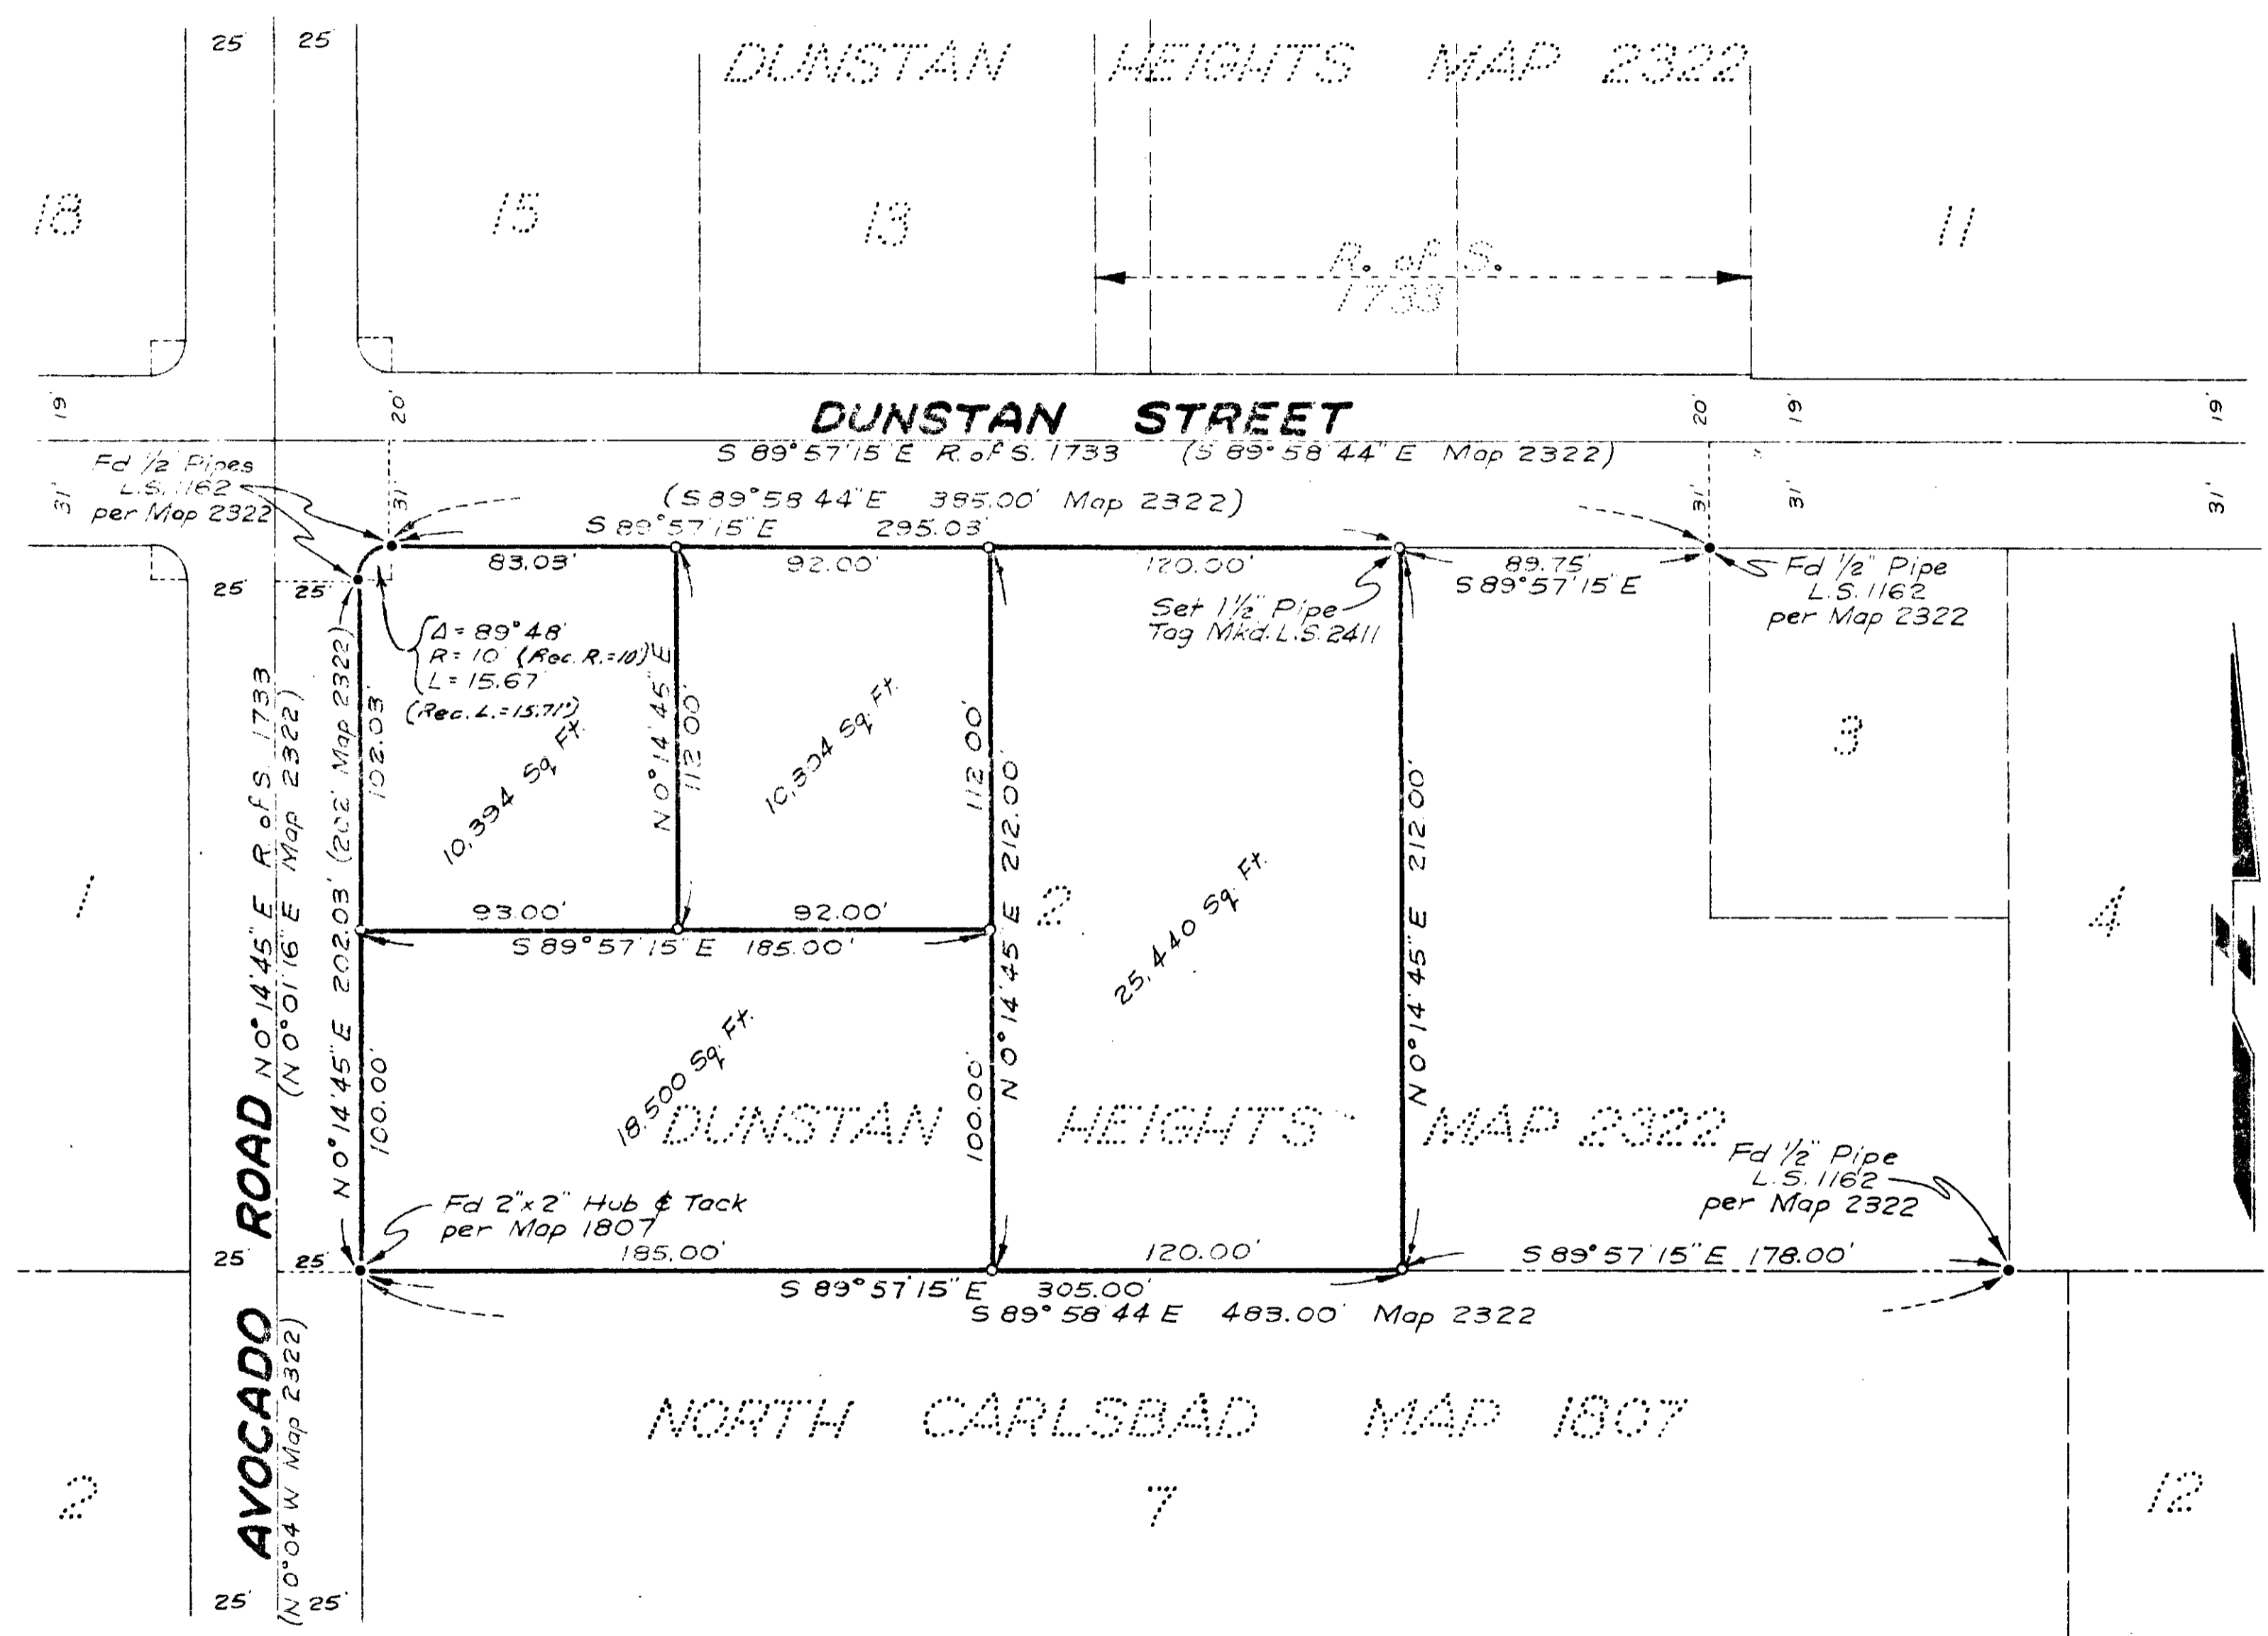 25' 25'
DUNSTAN HEIGHTS MAP 2322
18
15
13
11
R. of S.
1733
19'
20'
20'
19'
19'
DUNSTAN STREET
S 89°57'15"E R. of S. 1733 (S 89°58'44"E Map 2322)
Fd 1/2" Pipes
L.S. 1162
per Map 2322
31'
31'
31'
31'
31'
(S 89°58'44"E 385.00' Map 2322)
S 89°57'15"E 295.03'
83.03'
92.00'
120.00'
89.75'
S 89°57'15"E
Fd 1/2" Pipe
L.S. 1162
per Map 2322
25' 25'
Set 1 1/2" Pipe
Tag Mkd. L.S. 2411
Δ = 89°48'
R = 10' (Rec. R. = 10')
L = 15.67'
(Rec. L. = 15.71')
N 0°14'45" E
112.00'
10,394 Sq. Ft.
10,304 Sq. Ft.
112.00'
N 0°14'45" E 212.00'
100.00'
25,440 Sq. Ft.
N 0°14'45" E 212.00'
102.03'
100.00'
N 0°14'45" E 202.03' (202' Map 2322)
AVOCADO ROAD N 0°14'45" E R. of S. 1733
(N 0°01'16" E Map 2322)
(N 0°04' W Map 2322)
93.00'
92.00'
S 89°57'15" E 185.00'
1
2
3
4
N
18,500 Sq. Ft.
DUNSTAN HEIGHTS MAP 2322
Fd 2"x2" Hub & Tack
per Map 1807
Fd 1/2" Pipe
L.S. 1162
per Map 2322
25' 25'
185.00'
120.00'
S 89°57'15"E 178.00'
S 89°57'15"E 305.00'
S 89°58'44 E 483.00' Map 2322
NORTH CARLSBAD MAP 1807
2
7
12
25' 25'